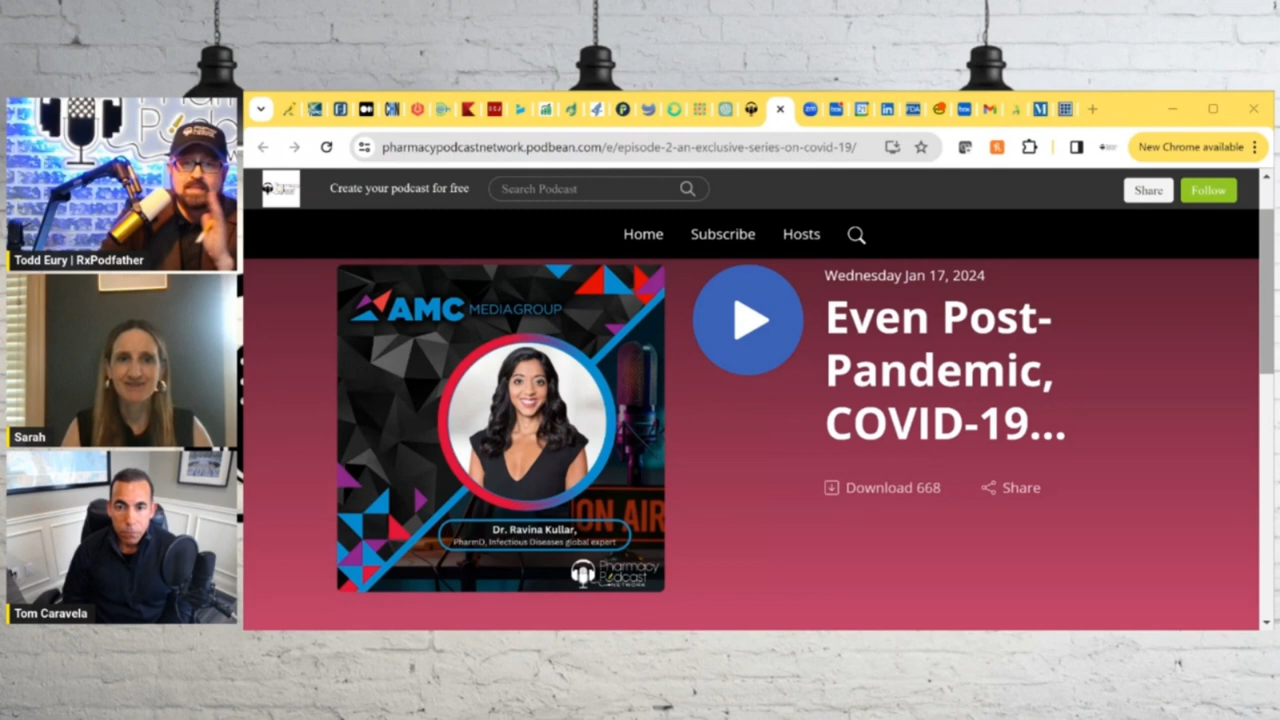 Todd Eury | RxPodfather
Sarah
Tom Caravela
pharmacypodcastnetwork.podbean.com/e/episode-2-an-exclusive-series-on-covid-19/
New Chrome available
Create your podcast for free
Search Podcast
Share
Follow
Home
Subscribe
Hosts
AMC MEDIAGROUP
ON AIR
Dr. Ravina Kullar,
PharmD, Infectious Diseases global expert
Pharmacy
Podcast
NETWORK
Wednesday Jan 17, 2024
Even Post-
Pandemic,
COVID-19...
Download 668
Share